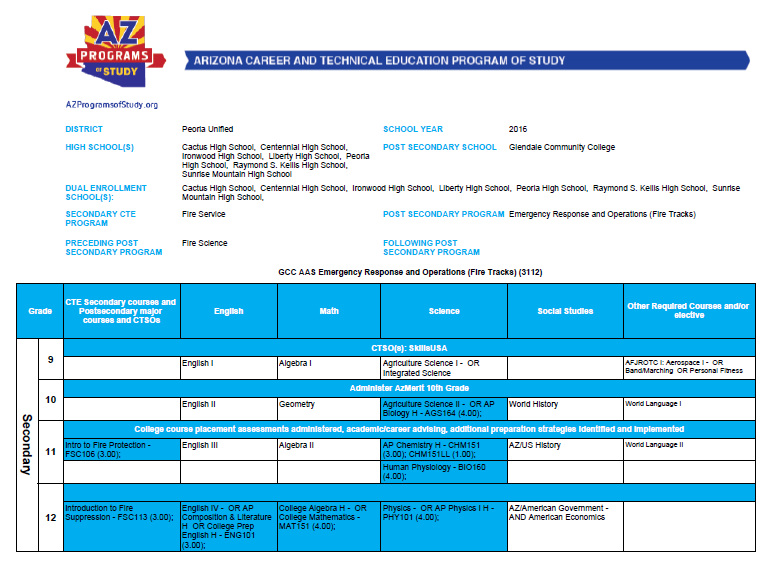 AZ
PROGRAMS
OF STUDY
ARIZONA CAREER AND TECHNICAL EDUCATION PROGRAM OF STUDY
AZProgramsofStudy.org
DISTRICT Peoria Unified SCHOOL YEAR 2016
HIGH SCHOOL(S) Cactus High School, Centennial High School, POST SECONDARY SCHOOL Glendale Community College
Ironwood High School, Liberty High School, Peoria
High School, Raymond S. Kellis High School,
Sunrise Mountain High School
DUAL ENROLLMENT Cactus High School, Centennial High School, Ironwood High School, Liberty High School, Peoria High School, Raymond S. Kellis High School, Sunrise
SCHOOL(S): Mountain High School,
SECONDARY CTE Fire Service POST SECONDARY PROGRAM Emergency Response and Operations (Fire Tracks)
PROGRAM
PRECEDING POST Fire Science FOLLOWING POST
SECONDARY PROGRAM SECONDARY PROGRAM
GCC AAS Emergency Response and Operations (Fire Tracks) (3112)
Grade
CTE Secondary courses and
Postsecondary major
courses and CTSOs
English
Math
Science
Social Studies
Other Required Courses and/or
elective
Secondary
9
CTSO(s): SkillsUSA
English I
Algebra I
Agriculture Science I - OR
Integrated Science
AFJROTC I: Aerospace I - OR
Band/Marching OR Personal Fitness
10
Administer AzMerit 10th Grade
English II
Geometry
Agriculture Science II - OR AP
Biology H - AGS164 (4.00);
World History
World Language I
11
College course placement assessments administered, academic/career advising, additional preparation strategies identified and implemented
Intro to Fire Protection -
FSC106 (3.00);
English III
Algebra II
AP Chemistry H - CHM151
(3.00); CHM151LL (1.00);
AZ/US History
World Language II
Human Physiology - BIO160
(4.00);
12
Introduction to Fire
Suppression - FSC113 (3.00);
English IV - OR AP
Composition & Literature
H OR College Prep
English H - ENG101
(3.00);
College Algebra H - OR
College Mathematics -
MAT151 (4.00);
Physics - OR AP Physics I H -
PHY101 (4.00);
AZ/American Government -
AND American Economics